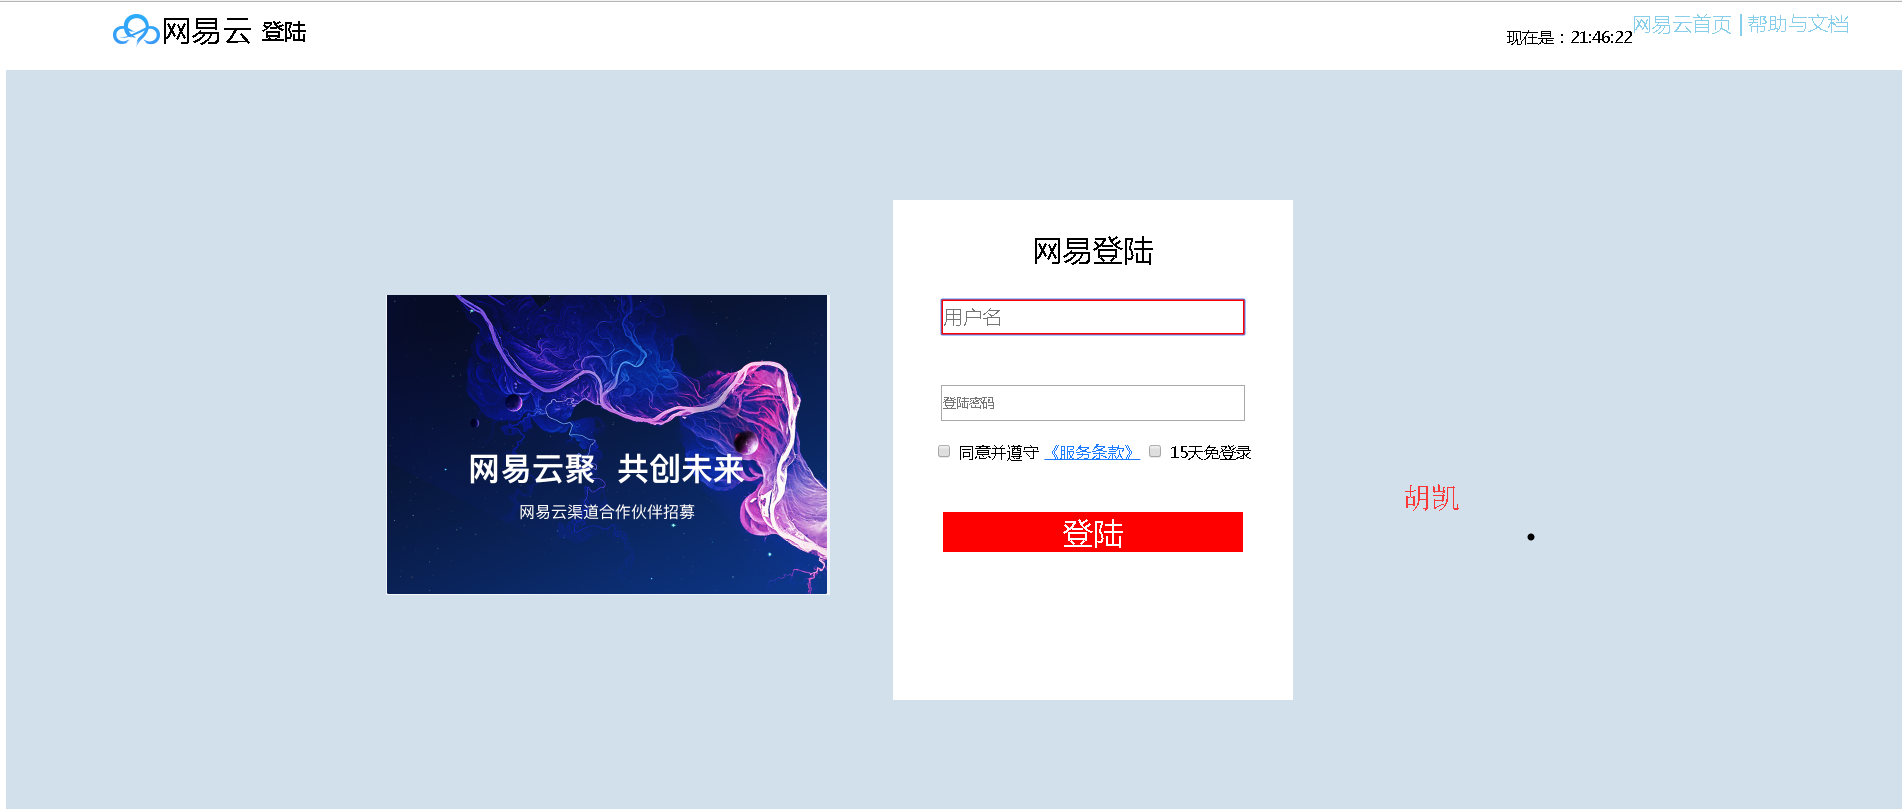 网易云 登陆
现在是：21:46:22 网易云首页 | 帮助与文档
网易登陆
用户名
登陆密码
同意并遵守 《服务条款》 15天免登录
登陆
网易云聚 共创未来
网易云渠道合作伙伴招募
胡凯